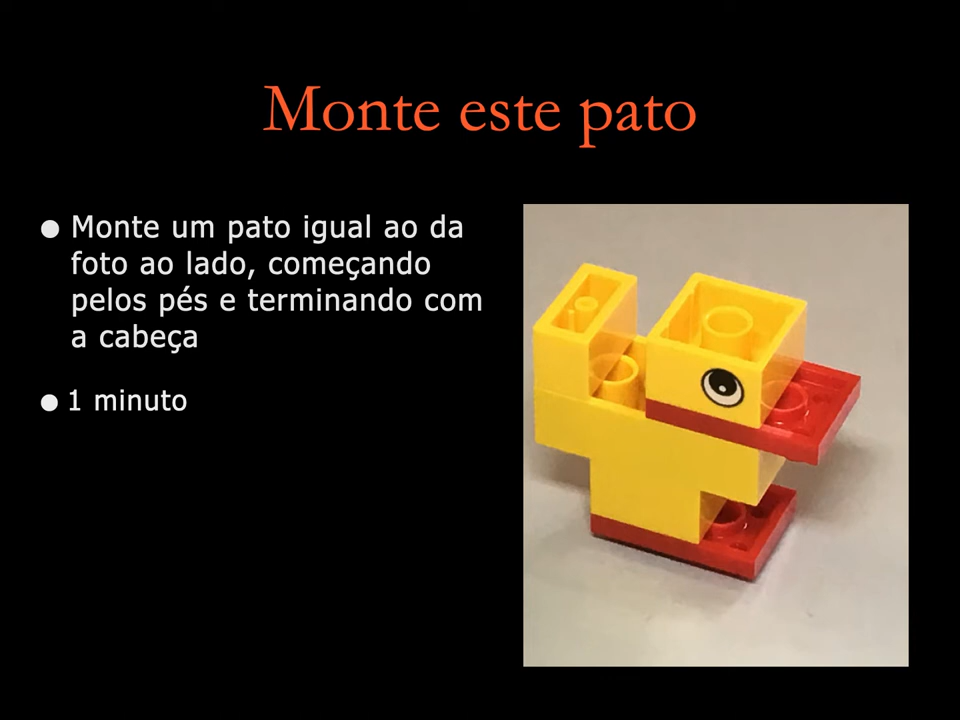 Monte este pato
• Monte um pato igual ao da
foto ao lado, começando
pelos pés e terminando com
a cabeça
• 1 minuto